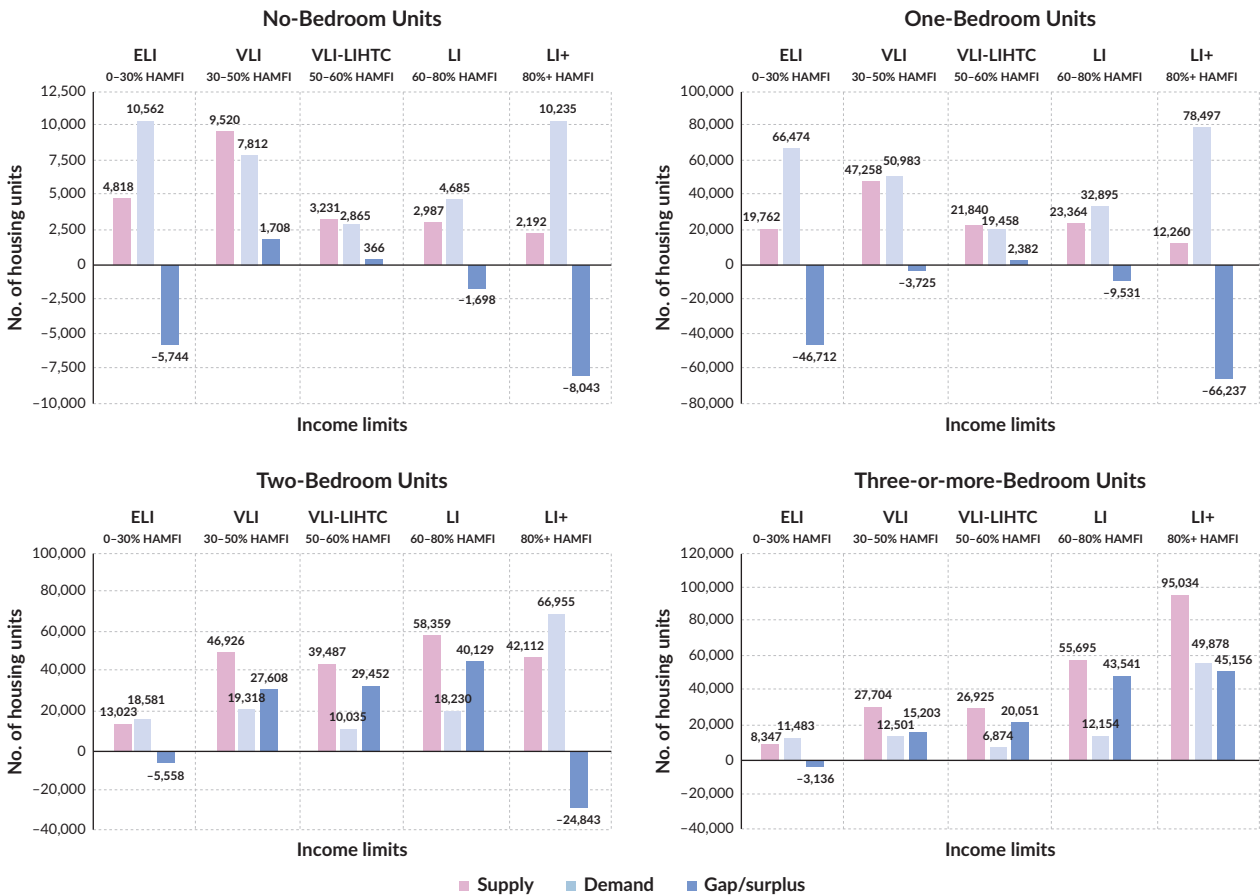 No-Bedroom Units
ELI VLI VLI-LIHTC LI LI+
0–30% HAMFI 30–50% HAMFI 50–60% HAMFI 60–80% HAMFI 80%+ HAMFI
No. of housing units
12,500
10,000
7,500
5,000
2,500
0
–2,500
–5,000
–7,500
–10,000
4,818 10,562 –5,744
9,520 7,812 1,708
3,231 2,865 366
2,987 4,685 –1,698
2,192 10,235 –8,043
Income limits
One-Bedroom Units
ELI VLI VLI-LIHTC LI LI+
0–30% HAMFI 30–50% HAMFI 50–60% HAMFI 60–80% HAMFI 80%+ HAMFI
No. of housing units
100,000
80,000
60,000
40,000
20,000
0
–20,000
–40,000
–60,000
–80,000
19,762 66,474 –46,712
47,258 50,983 –3,725
21,840 19,458 2,382
23,364 32,895 –9,531
12,260 78,497 –66,237
Income limits
Two-Bedroom Units
ELI VLI VLI-LIHTC LI LI+
0–30% HAMFI 30–50% HAMFI 50–60% HAMFI 60–80% HAMFI 80%+ HAMFI
No. of housing units
100,000
80,000
60,000
40,000
20,000
0
–20,000
–40,000
13,023 18,581 –5,558
46,926 19,318 27,608
39,487 10,035 29,452
58,359 18,230 40,129
42,112 66,955 –24,843
Income limits
Three-or-more-Bedroom Units
ELI VLI VLI-LIHTC LI LI+
0–30% HAMFI 30–50% HAMFI 50–60% HAMFI 60–80% HAMFI 80%+ HAMFI
No. of housing units
120,000
100,000
80,000
60,000
40,000
20,000
0
–20,000
–40,000
8,347 11,483 –3,136
27,704 12,501 15,203
26,925 6,874 20,051
55,695 12,154 43,541
95,034 49,878 45,156
Income limits
Supply Demand Gap/surplus